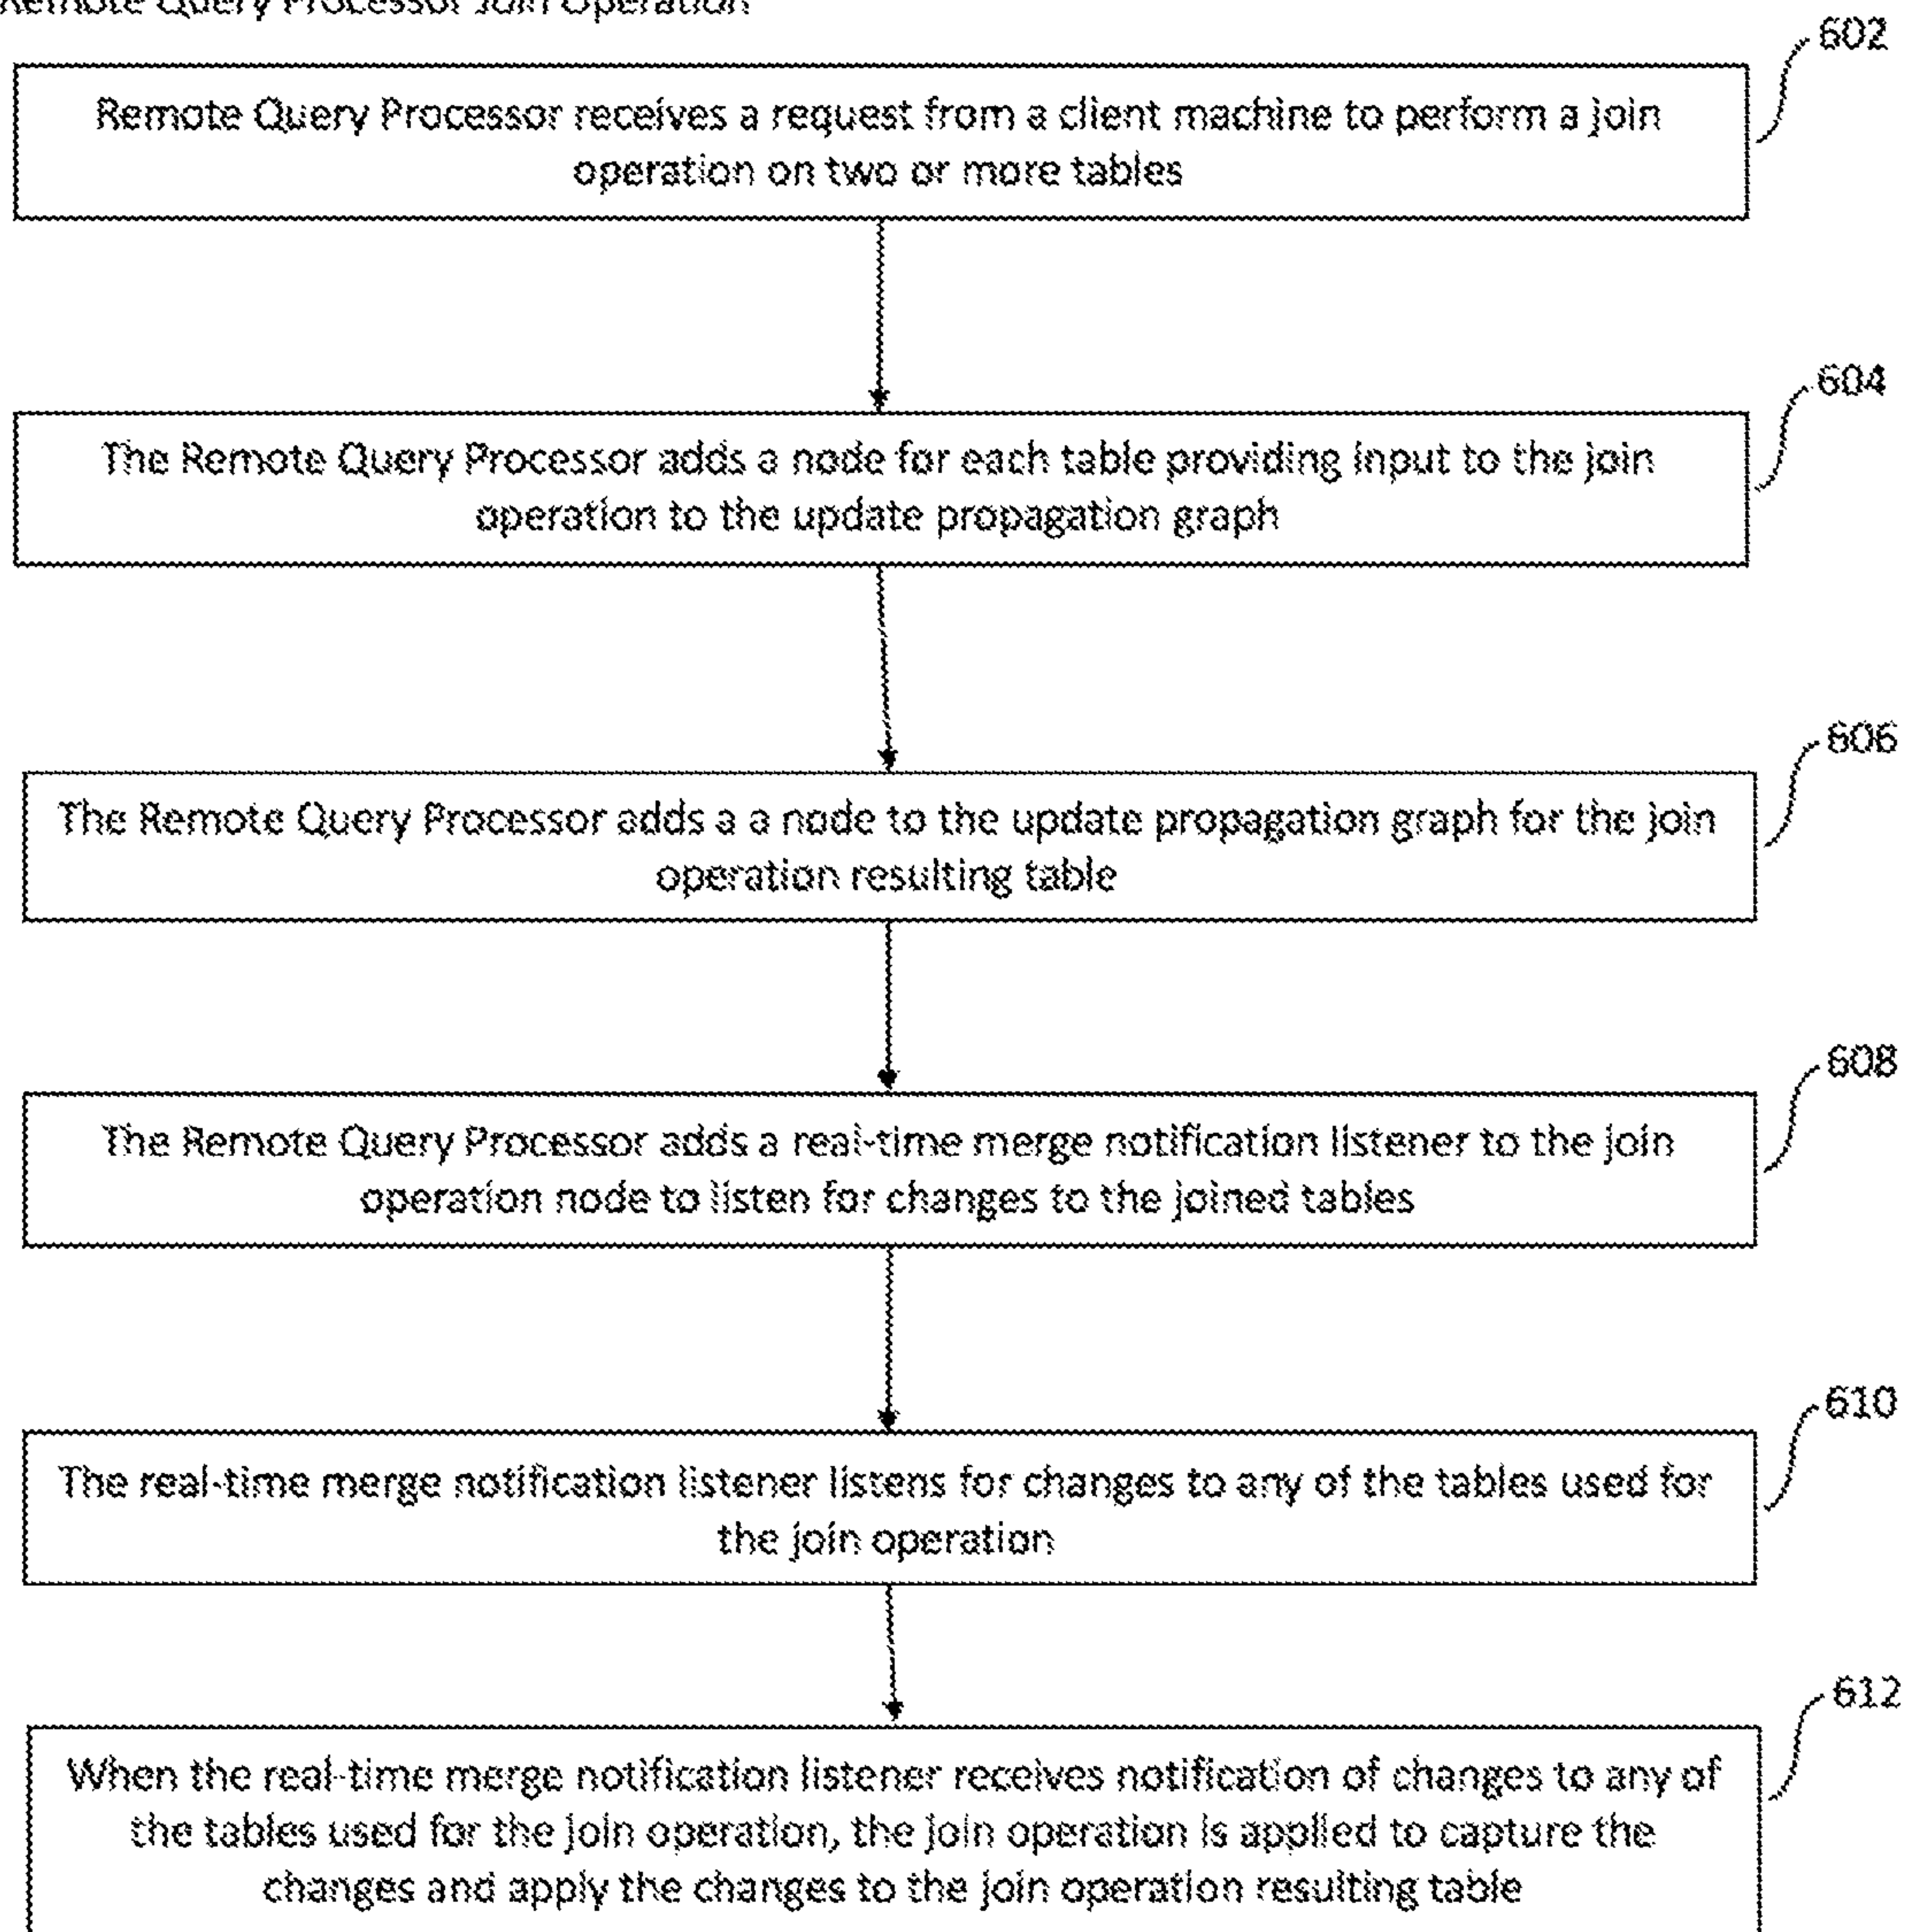 Remote Query Processor Join Operation
602
Remote Query Processor receives a request from a client machine to perform a join
operation on two or more tables
604
The Remote Query Processor adds a node for each table providing input to the join
operation to the update propagation graph
606
The Remote Query Processor adds a a node to the update propagation graph for the join
operation resulting table
608
The Remote Query Processor adds a real-time merge notification listener to the join
operation node to listen for changes to the joined tables
610
The real-time merge notification listener listens for changes to any of the tables used for
the join operation
612
When the real-time merge notification listener receives notification of changes to any of
the tables used for the join operation, the join operation is applied to capture the
changes and apply the changes to the join operation resulting table